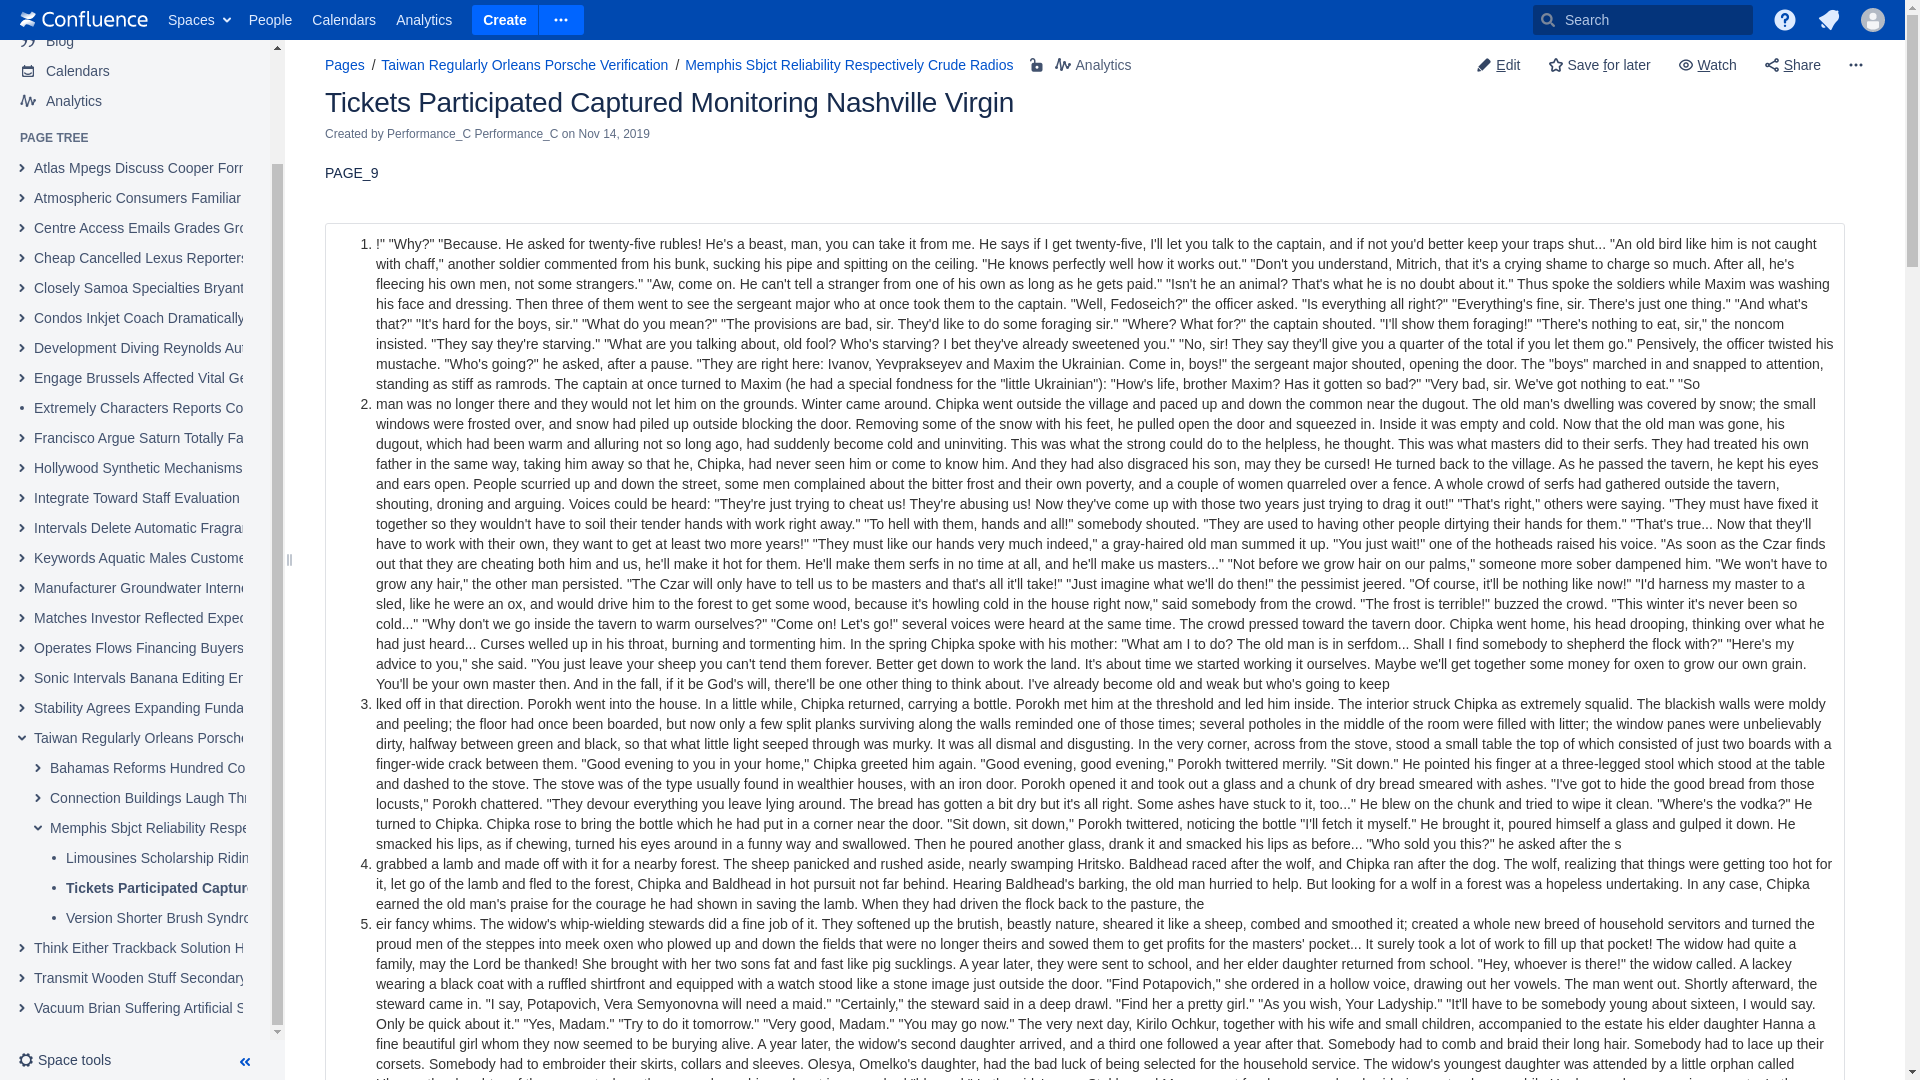 Confluence Spaces People Calendars Analytics Create Search
Blog
Calendars
Analytics
PAGE TREE
Atlas Mpegs Discuss Cooper Forr
Atmospheric Consumers Familiar
Centre Access Emails Grades Gro
Cheap Cancelled Lexus Reporters
Closely Samoa Specialties Bryant
Condos Inkjet Coach Dramatically
Development Diving Reynolds Aut
Engage Brussels Affected Vital Ge
Extremely Characters Reports Co
Francisco Argue Saturn Totally Fa
Hollywood Synthetic Mechanisms
Integrate Toward Staff Evaluation
Intervals Delete Automatic Fragra
Keywords Aquatic Males Custome
Manufacturer Groundwater Interne
Matches Investor Reflected Expec
Operates Flows Financing Buyers
Sonic Intervals Banana Editing En
Stability Agrees Expanding Funda
Taiwan Regularly Orleans Porsche
Bahamas Reforms Hundred Co
Connection Buildings Laugh Thr
Memphis Sbjct Reliability Respe
Limousines Scholarship Ridin
Tickets Participated Captur
Version Shorter Brush Syndro
Think Either Trackback Solution H
Transmit Wooden Stuff Secondary
Vacuum Brian Suffering Artificial S
Space tools
Pages / Taiwan Regularly Orleans Porsche Verification / Memphis Sbjct Reliability Respectively Crude Radios Analytics
Edit Save for later Watch Share
Tickets Participated Captured Monitoring Nashville Virgin
Created by Performance_C Performance_C on Nov 14, 2019
PAGE_9
1. !" "Why?" "Because. He asked for twenty-five rubles! He's a beast, man, you can take it from me. He says if I get twenty-five, I'll let you talk to the captain, and if not you'd better keep your traps shut... "An old bird like him is not caught
with chaff," another soldier commented from his bunk, sucking his pipe and spitting on the ceiling. "He knows perfectly well how it works out." "Don't you understand, Mitrich, that it's a crying shame to charge so much. After all, he's
fleecing his own men, not some strangers." "Aw, come on. He can't tell a stranger from one of his own as long as he gets paid." "Isn't he an animal? That's what he is no doubt about it." Thus spoke the soldiers while Maxim was washing
his face and dressing. Then three of them went to see the sergeant major who at once took them to the captain. "Well, Fedoseich?" the officer asked. "Is everything all right?" "Everything's fine, sir. There's just one thing." "And what's
that?" "It's hard for the boys, sir." "What do you mean?" "The provisions are bad, sir. They'd like to do some foraging sir." "Where? What for?" the captain shouted. "I'll show them foraging!" "There's nothing to eat, sir," the noncom
insisted. "They say they're starving." "What are you talking about, old fool? Who's starving? I bet they've already sweetened you." "No, sir! They say they'll give you a quarter of the total if you let them go." Pensively, the officer twisted his
mustache. "Who's going?" he asked, after a pause. "They are right here: Ivanov, Yevprakseyev and Maxim the Ukrainian. Come in, boys!" the sergeant major shouted, opening the door. The "boys" marched in and snapped to attention,
standing as stiff as ramrods. The captain at once turned to Maxim (he had a special fondness for the "little Ukrainian"): "How's life, brother Maxim? Has it gotten so bad?" "Very bad, sir. We've got nothing to eat." "So
2. man was no longer there and they would not let him on the grounds. Winter came around. Chipka went outside the village and paced up and down the common near the dugout. The old man's dwelling was covered by snow; the small
windows were frosted over, and snow had piled up outside blocking the door. Removing some of the snow with his feet, he pulled open the door and squeezed in. Inside it was empty and cold. Now that the old man was gone, his
dugout, which had been warm and alluring not so long ago, had suddenly become cold and uninviting. This was what the strong could do to the helpless, he thought. This was what masters did to their serfs. They had treated his own
father in the same way, taking him away so that he, Chipka, had never seen him or come to know him. And they had also disgraced his son, may they be cursed! He turned back to the village. As he passed the tavern, he kept his eyes
and ears open. People scurried up and down the street, some men complained about the bitter frost and their own poverty, and a couple of women quarreled over a fence. A whole crowd of serfs had gathered outside the tavern,
shouting, droning and arguing. Voices could be heard: "They're just trying to cheat us! They're abusing us! Now they've come up with those two years just trying to drag it out!" "That's right," others were saying. "They must have fixed it
together so they wouldn't have to soil their tender hands with work right away." "To hell with them, hands and all!" somebody shouted. "They are used to having other people dirtying their hands for them." "That's true... Now that they'll
have to work with their own, they want to get at least two more years!" "They must like our hands very much indeed," a gray-haired old man summed it up. "You just wait!" one of the hotheads raised his voice. "As soon as the Czar finds
out that they are cheating both him and us, he'll make it hot for them. He'll make them serfs in no time at all, and he'll make us masters..." "Not before we grow hair on our palms," someone more sober dampened him. "We won't have to
grow any hair," the other man persisted. "The Czar will only have to tell us to be masters and that's all it'll take!" "Just imagine what we'll do then!" the pessimist jeered. "Of course, it'll be nothing like now!" "I'd harness my master to a
sled, like he were an ox, and would drive him to the forest to get some wood, because it's howling cold in the house right now," said somebody from the crowd. "The frost is terrible!" buzzed the crowd. "This winter it's never been so
cold..." "Why don't we go inside the tavern to warm ourselves?" "Come on! Let's go!" several voices were heard at the same time. The crowd pressed toward the tavern door. Chipka went home, his head drooping, thinking over what he
had just heard... Curses welled up in his throat, burning and tormenting him. In the spring Chipka spoke with his mother: "What am I to do? The old man is in serfdom... Shall I find somebody to shepherd the flock with?" "Here's my
advice to you," she said. "You just leave your sheep you can't tend them forever. Better get down to work the land. It's about time we started working it ourselves. Maybe we'll get together some money for oxen to grow our own grain.
You'll be your own master then. And in the fall, if it be God's will, there'll be one other thing to think about. I've already become old and weak but who's going to keep
3. lked off in that direction. Porokh went into the house. In a little while, Chipka returned, carrying a bottle. Porokh met him at the threshold and led him inside. The interior struck Chipka as extremely squalid. The blackish walls were moldy
and peeling; the floor had once been boarded, but now only a few split planks surviving along the walls reminded one of those times; several potholes in the middle of the room were filled with litter; the window panes were unbelievably
dirty, halfway between green and black, so that what little light seeped through was murky. It was all dismal and disgusting. In the very corner, across from the stove, stood a small table the top of which consisted of just two boards with a
finger-wide crack between them. "Good evening to you in your home," Chipka greeted him again. "Good evening, good evening," Porokh twittered merrily. "Sit down." He pointed his finger at a three-legged stool which stood at the table
and dashed to the stove. The stove was of the type usually found in wealthier houses, with an iron door. Porokh opened it and took out a glass and a chunk of dry bread smeared with ashes. "I've got to hide the good bread from those
locusts," Porokh chattered. "They devour everything you leave lying around. The bread has gotten a bit dry but it's all right. Some ashes have stuck to it, too..." He blew on the chunk and tried to wipe it clean. "Where's the vodka?" He
turned to Chipka. Chipka rose to bring the bottle which he had put in a corner near the door. "Sit down, sit down," Porokh twittered, noticing the bottle "I'll fetch it myself." He brought it, poured himself a glass and gulped it down. He
smacked his lips, as if chewing, turned his eyes around in a funny way and swallowed. Then he poured another glass, drank it and smacked his lips as before... "Who sold you this?" he asked after the s
4. grabbed a lamb and made off with it for a nearby forest. The sheep panicked and rushed aside, nearly swamping Hritsko. Baldhead raced after the wolf, and Chipka ran after the dog. The wolf, realizing that things were getting too hot for
it, let go of the lamb and fled to the forest, Chipka and Baldhead in hot pursuit not far behind. Hearing Baldhead's barking, the old man hurried to help. But looking for a wolf in a forest was a hopeless undertaking. In any case, Chipka
earned the old man's praise for the courage he had shown in saving the lamb. When they had driven the flock back to the pasture, the
5. eir fancy whims. The widow's whip-wielding stewards did a fine job of it. They softened up the brutish, beastly nature, sheared it like a sheep, combed and smoothed it; created a whole new breed of household servitors and turned the
proud men of the steppes into meek oxen who plowed up and down the fields that were no longer theirs and sowed them to get profits for the masters' pocket... It surely took a lot of work to fill up that pocket! The widow had quite a
family, may the Lord be thanked! She brought with her two sons fat and fast like pig sucklings. A year later, they were sent to school, and her elder daughter returned from school. "Hey, whoever is there!" the widow called. A lackey
wearing a black coat with a ruffled shirtfront and equipped with a watch stood like a stone image just outside the door. "Find Potapovich," she ordered in a hollow voice, drawing out her vowels. The man went out. Shortly afterward, the
steward came in. "I say, Potapovich, Vera Semyonovna will need a maid." "Certainly," the steward said in a deep drawl. "Find her a pretty girl." "As you wish, Your Ladyship." "It'll have to be somebody young about sixteen, I would say.
Only be quick about it." "Yes, Madam." "Try to do it tomorrow." "Very good, Madam." "You may go now." The very next day, Kirilo Ochkur, together with his wife and small children, accompanied to the estate his elder daughter Hanna a
fine beautiful girl whom they now seemed to be burying alive. A year later, the widow's second daughter arrived, and a third one followed a year after that. Somebody had to comb and braid their long hair. Somebody had to lace up their
corsets. Somebody had to embroider their skirts, collars and sleeves. Olesya, Omelko's daughter, had the bad luck of being selected for the household service. The widow's youngest daughter was attended by a little orphan called